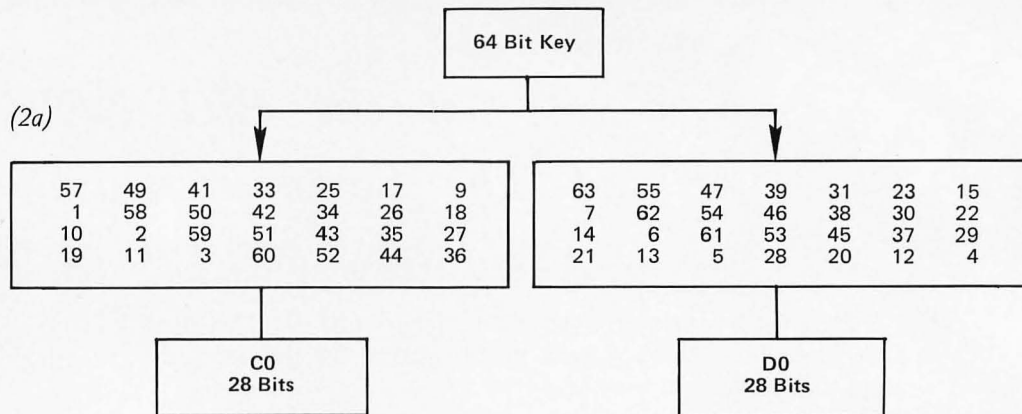 64 Bit Key
(2a)
57 49 41 33 25 17 9
1 58 50 42 34 26 18
10 2 59 51 43 35 27
19 11 3 60 52 44 36
63 55 47 39 31 23 15
7 62 54 46 38 30 22
14 6 61 53 45 37 29
21 13 5 28 20 12 4
C0
28 Bits
D0
28 Bits